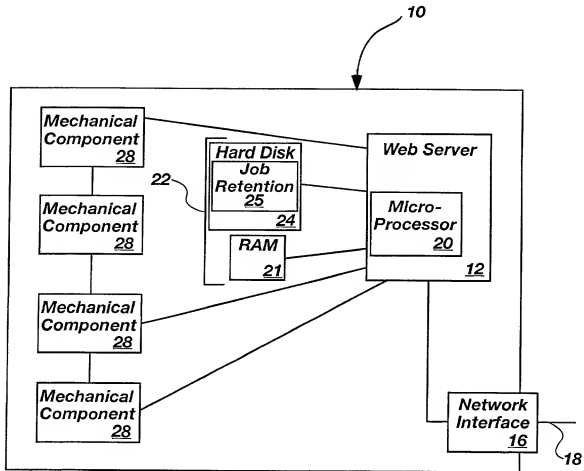 10
Mechanical
Component
28
Hard Disk
Job
Retention
25
24
22
Web Server
Micro-
Processor
20
12
Mechanical
Component
28
RAM
21
Mechanical
Component
28
Mechanical
Component
28
Network
Interface
16
18